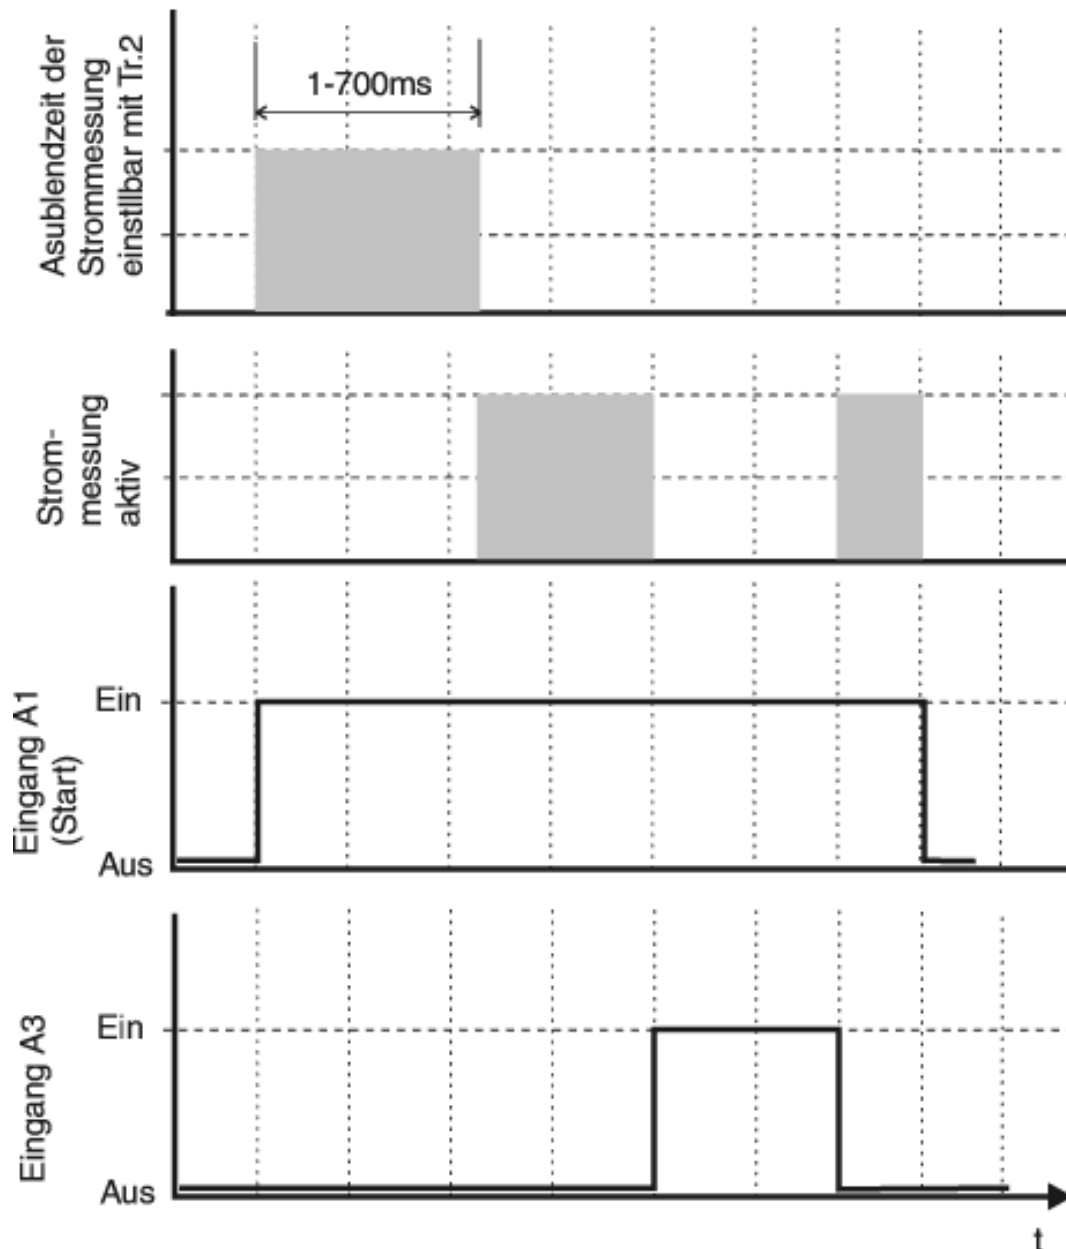 Asublendzeit der
Strommessung
einstllbar mit Tr.2
1-700ms
Strom-
messung
aktiv
Eingang A1
(Start)
Ein
Aus
Eingang A3
Ein
Aus
t